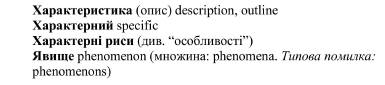 Характеристика (опис) description, outline
Характерний specific
Характерні риси (див. “особливості”)
Явище phenomenon (множина: phenomena. Типова помилка:
phenomenons)